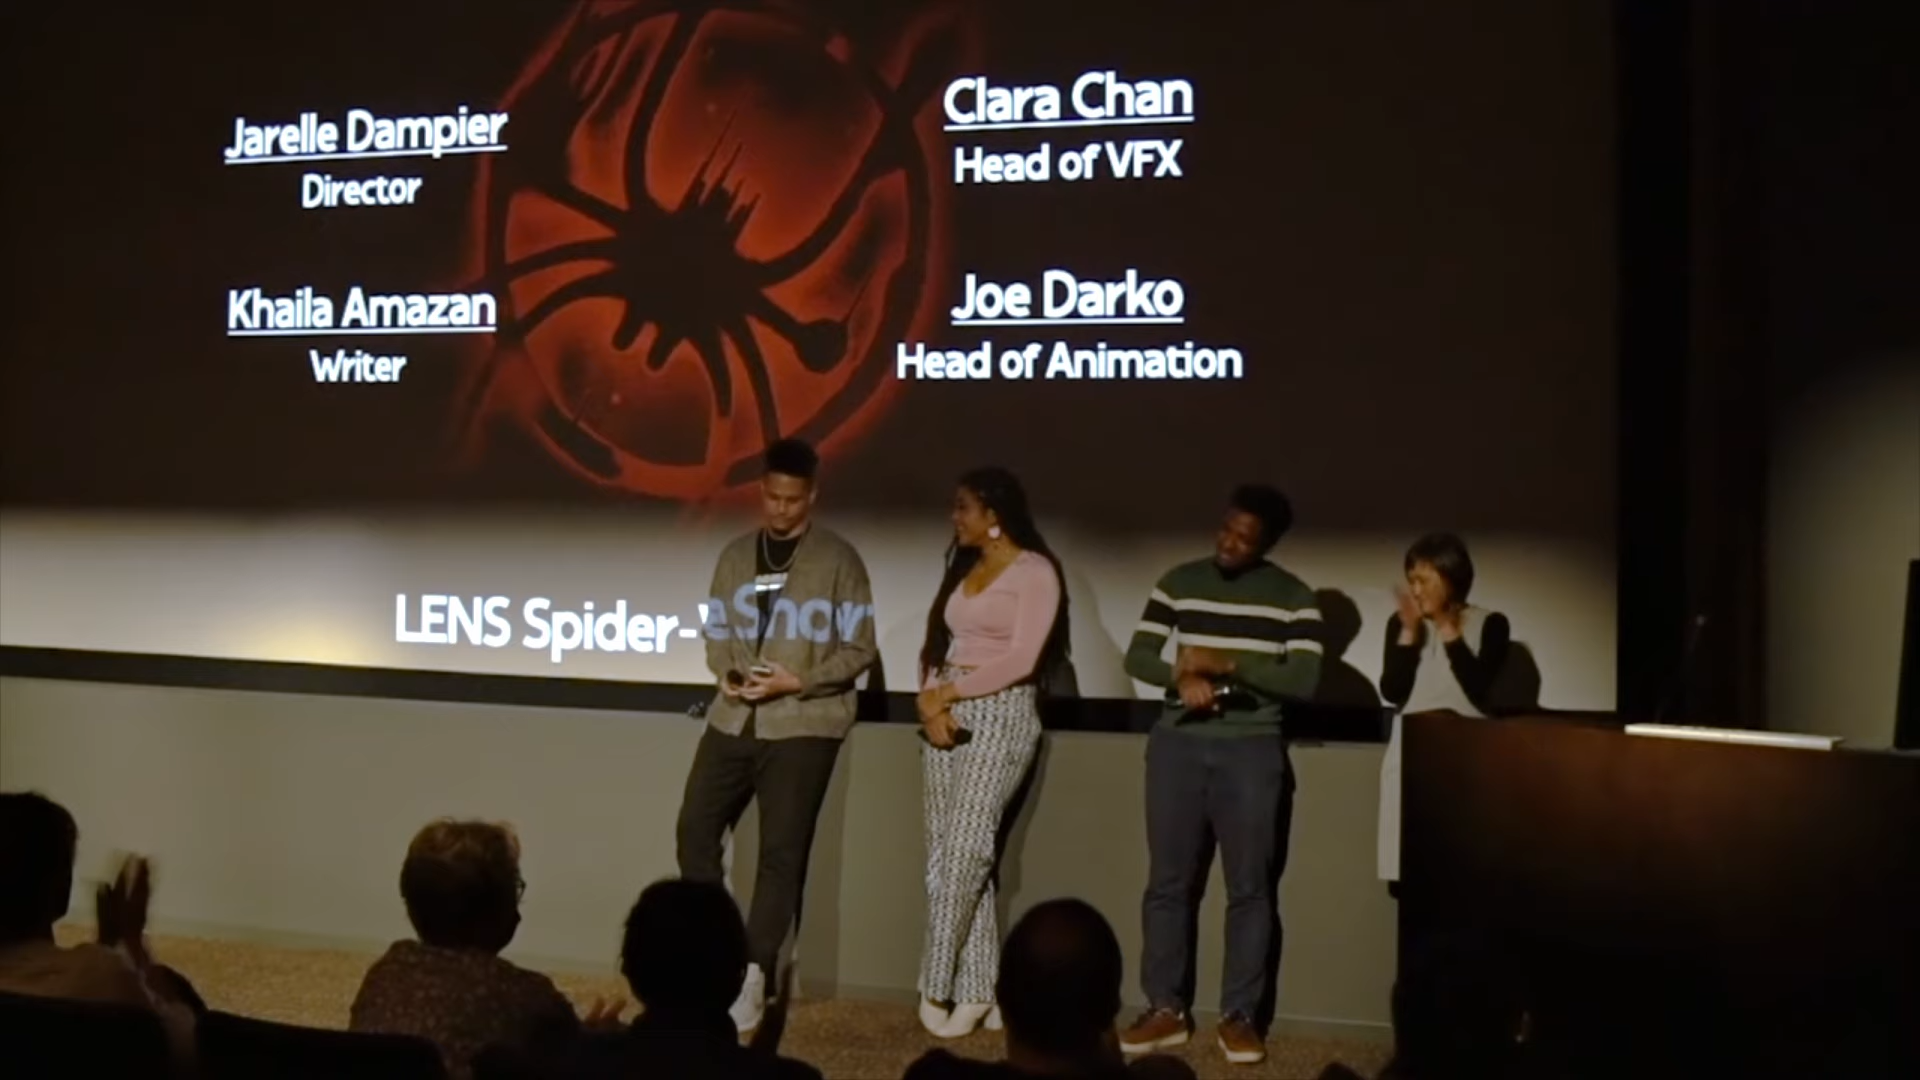 Jarelle Dampier
Director
Khaila Amazan
Writer
Clara Chan
Head of VFX
Joe Darko
Head of Animation
LENS Spider-